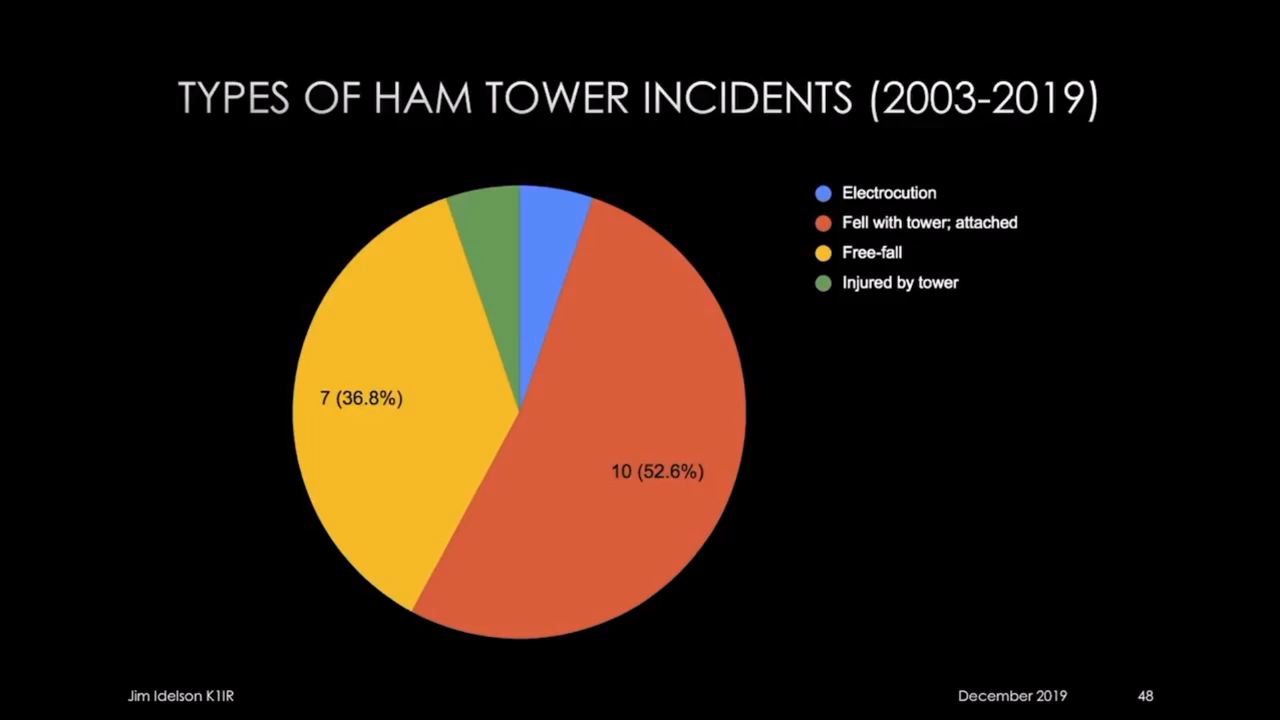 TYPES OF HAM TOWER INCIDENTS (2003-2019)
Electrocution
Fell with tower; attached
Free-fall
Injured by tower
7 (36.8%)
10 (52.6%)
Jim Idelson K1IR
December 2019
48